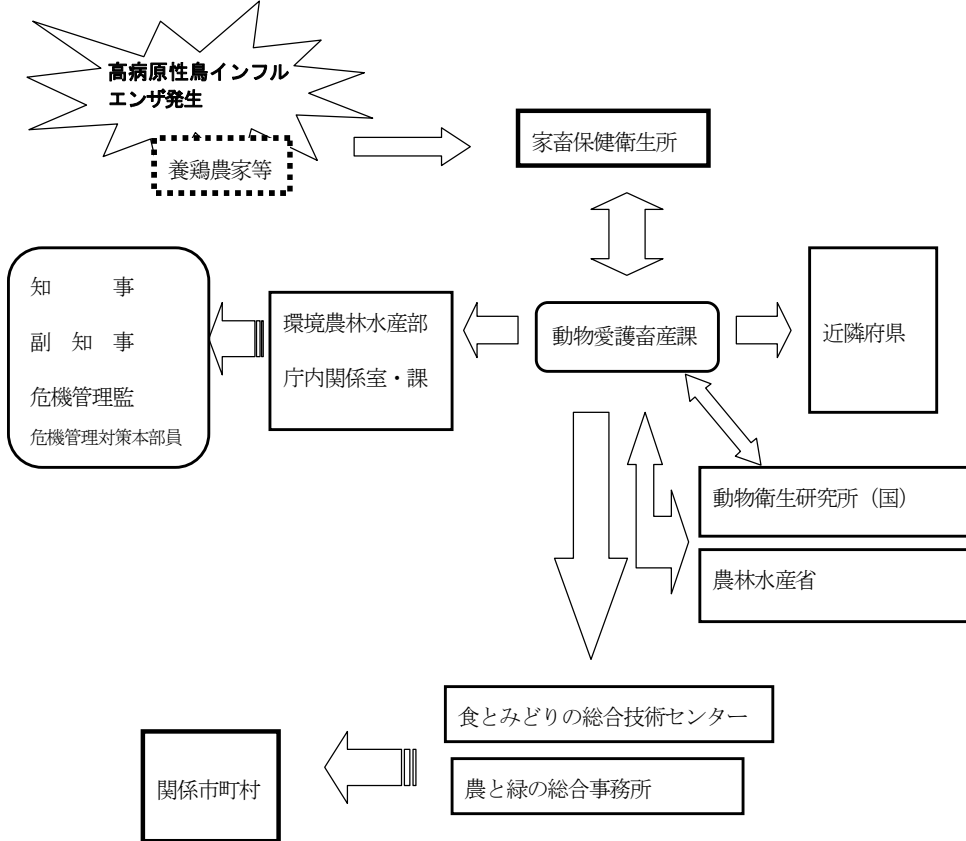 高病原性鳥インフル
エンザ発生
養鶏農家等
家畜保健衛生所
知　　事
副　知　事
危機管理監
危機管理対策本部員
環境農林水産部
庁内関係室・課
動物愛護畜産課
近隣府県
動物衛生研究所（国）
農林水産省
食とみどりの総合技術センター
農と緑の総合事務所
関係市町村